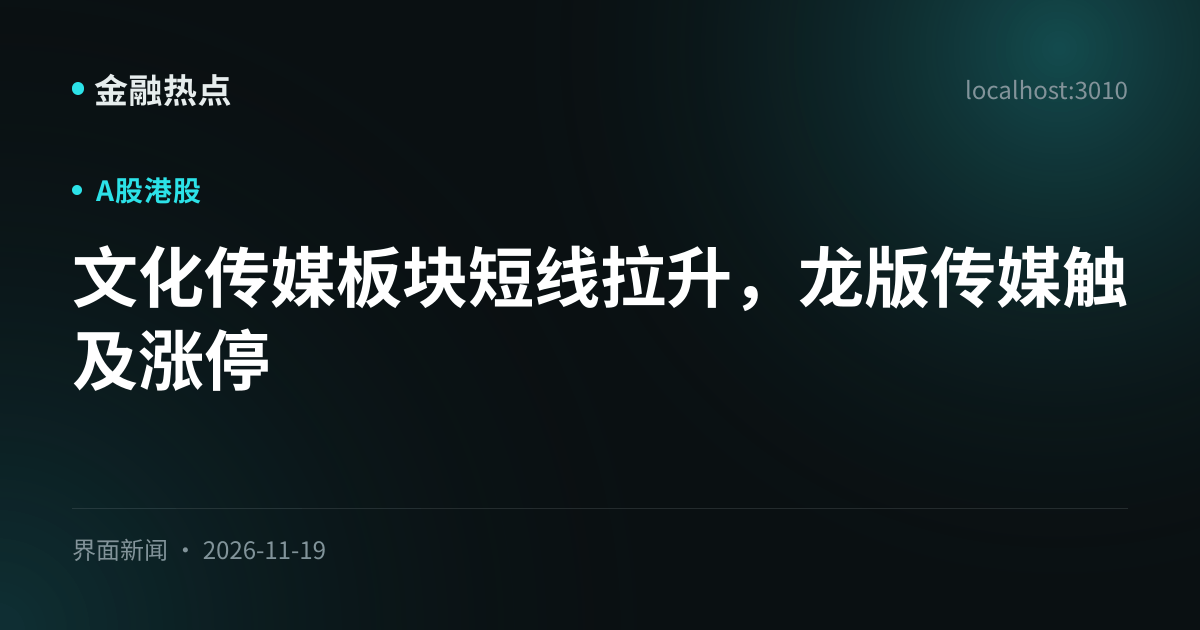 金融热点
localhost:3010
A股港股
文化传媒板块短线拉升，龙版传媒触
及涨停
界面新闻 · 2026-11-19